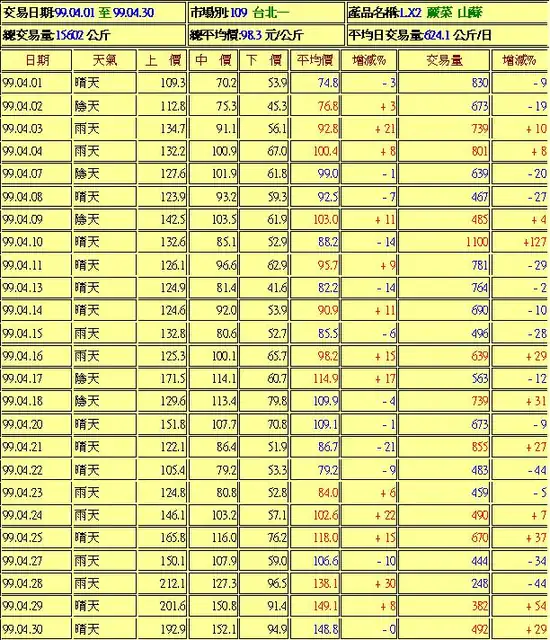 交易日期:99.04.01 至 99.04.30 市場別:109 台北一 產品名稱:LX2 蕨菜 山蘇
總交易量:15602 公斤 總平均價:98.3 元/公斤 平均日交易量:624.1 公斤/日
日期 天氣 上 價 中 價 下 價 平均價 增減% 交易量 增減%
99.04.01 晴天 109.3 70.2 53.9 74.8 - 3 830 - 9
99.04.02 陰天 112.8 75.3 45.3 76.8 + 3 673 - 19
99.04.03 雨天 134.7 91.1 56.1 92.8 + 21 739 + 10
99.04.04 雨天 132.2 100.9 67.0 100.4 + 8 801 + 8
99.04.07 陰天 127.6 101.9 61.8 99.0 - 1 639 - 20
99.04.08 晴天 123.9 93.2 59.3 92.5 - 7 467 - 27
99.04.09 陰天 142.5 103.5 61.9 103.0 + 11 485 + 4
99.04.10 晴天 132.6 85.1 52.9 88.2 - 14 1100 +127
99.04.11 晴天 126.1 96.6 62.9 95.7 + 9 781 - 29
99.04.13 晴天 124.9 81.4 41.6 82.2 - 14 764 - 2
99.04.14 晴天 124.6 92.0 53.9 90.9 + 11 690 - 10
99.04.15 雨天 132.8 80.6 52.7 85.5 - 6 496 - 28
99.04.16 雨天 125.3 100.1 65.7 98.2 + 15 639 + 29
99.04.17 陰天 171.5 114.1 60.7 114.9 + 17 563 - 12
99.04.18 陰天 129.6 113.4 79.8 109.9 - 4 739 + 31
99.04.20 晴天 151.8 107.7 70.8 109.1 - 1 673 - 9
99.04.21 晴天 122.1 86.4 51.9 86.7 - 21 855 + 27
99.04.22 晴天 105.4 79.2 53.3 79.2 - 9 483 - 44
99.04.23 雨天 124.8 80.8 52.8 84.0 + 6 459 - 5
99.04.24 雨天 146.1 103.2 57.1 102.6 + 22 490 + 7
99.04.25 晴天 165.8 116.0 76.2 118.0 + 15 670 + 37
99.04.27 雨天 150.1 107.9 59.0 106.6 - 10 444 - 34
99.04.28 雨天 212.1 127.3 96.5 138.1 + 30 248 - 44
99.04.29 晴天 201.6 150.8 91.4 149.1 + 8 382 + 54
99.04.30 晴天 192.9 152.1 94.9 148.8 - 0 492 + 29